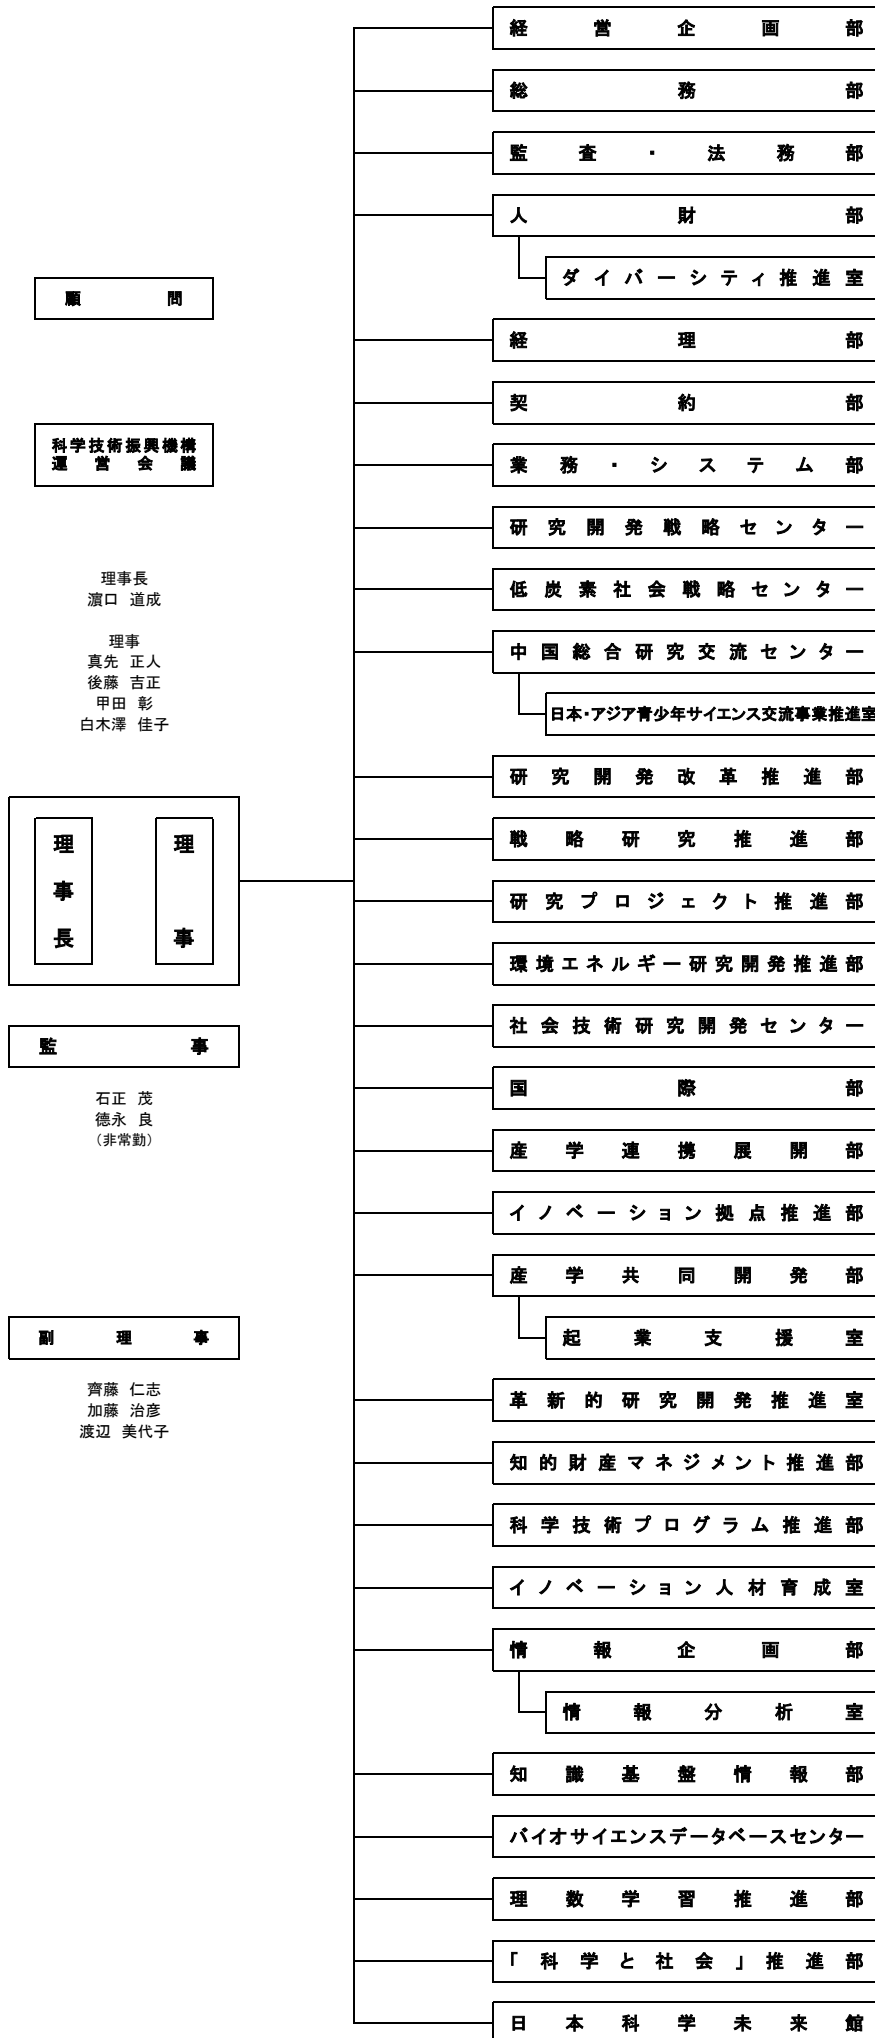 顧問
科学技術振興機構
運営会議
理事長
濵口 道成
理事
真先 正人
後藤 吉正
甲田 彰
白木澤 佳子
理事長
理事
監事
石正 茂
德永 良
(非常勤)
副理事
齊藤 仁志
加藤 治彦
渡辺 美代子
経営企画部
総務部
監査・法務部
人財部
ダイバーシティ推進室
経理部
契約部
業務・システム部
研究開発戦略センター
低炭素社会戦略センター
中国総合研究交流センター
日本・アジア青少年サイエンス交流事業推進室
研究開発改革推進部
戦略研究推進部
研究プロジェクト推進部
環境エネルギー研究開発推進部
社会技術研究開発センター
国際部
産学連携展開部
イノベーション拠点推進部
産学共同開発部
起業支援室
革新的研究開発推進室
知的財産マネジメント推進部
科学技術プログラム推進部
イノベーション人材育成室
情報企画部
情報分析室
知識基盤情報部
バイオサイエンスデータベースセンター
理数学習推進部
「科学と社会」推進部
日本科学未来館